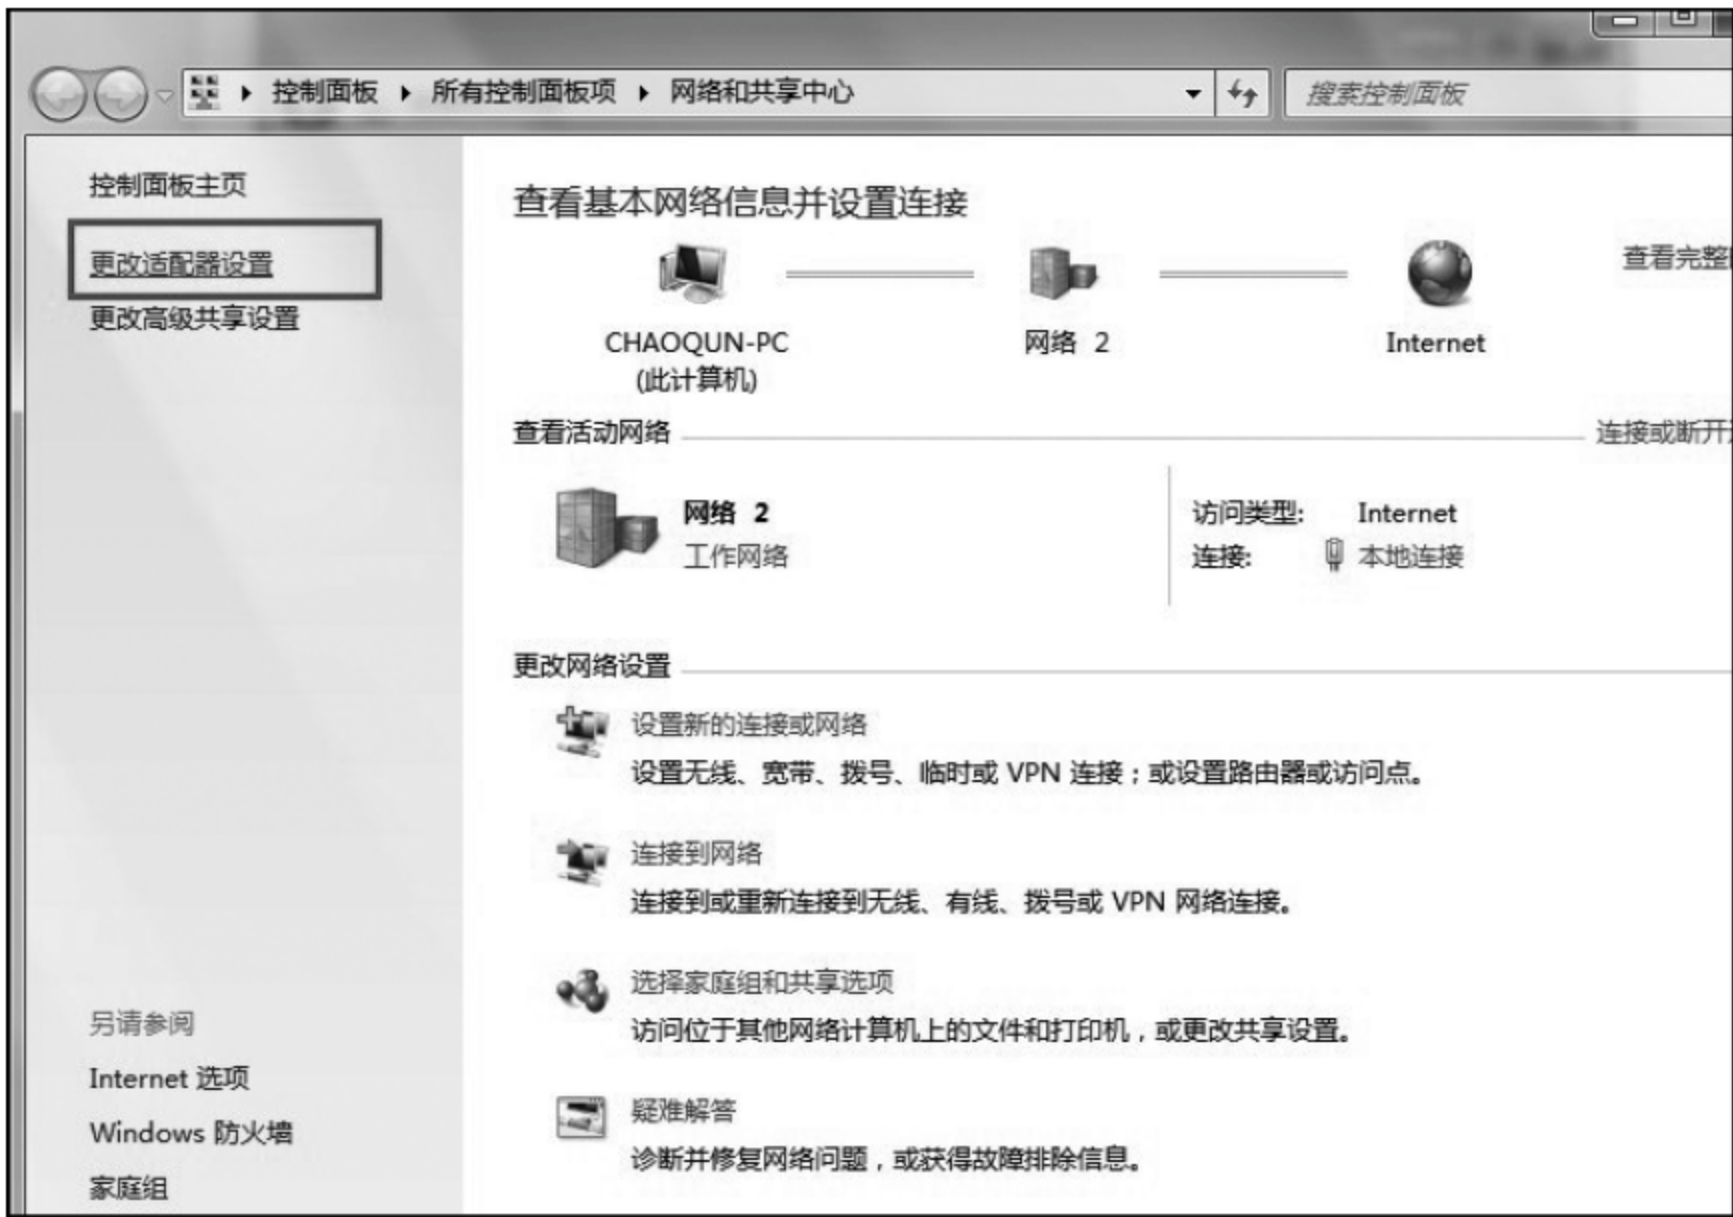 控制面板 ▸ 所有控制面板项 ▸ 网络和共享中心
搜索控制面板
控制面板主页
更改适配器设置
更改高级共享设置
另请参阅
Internet 选项
Windows 防火墙
家庭组
查看基本网络信息并设置连接
查看完整
CHAOQUN-PC
(此计算机)
网络 2
Internet
查看活动网络
连接或断开
网络 2
工作网络
访问类型: Internet
连接: 本地连接
更改网络设置
设置新的连接或网络
设置无线、宽带、拨号、临时或 VPN 连接；或设置路由器或访问点。
连接到网络
连接到或重新连接到无线、有线、拨号或 VPN 网络连接。
选择家庭组和共享选项
访问位于其他网络计算机上的文件和打印机，或更改共享设置。
疑难解答
诊断并修复网络问题，或获得故障排除信息。